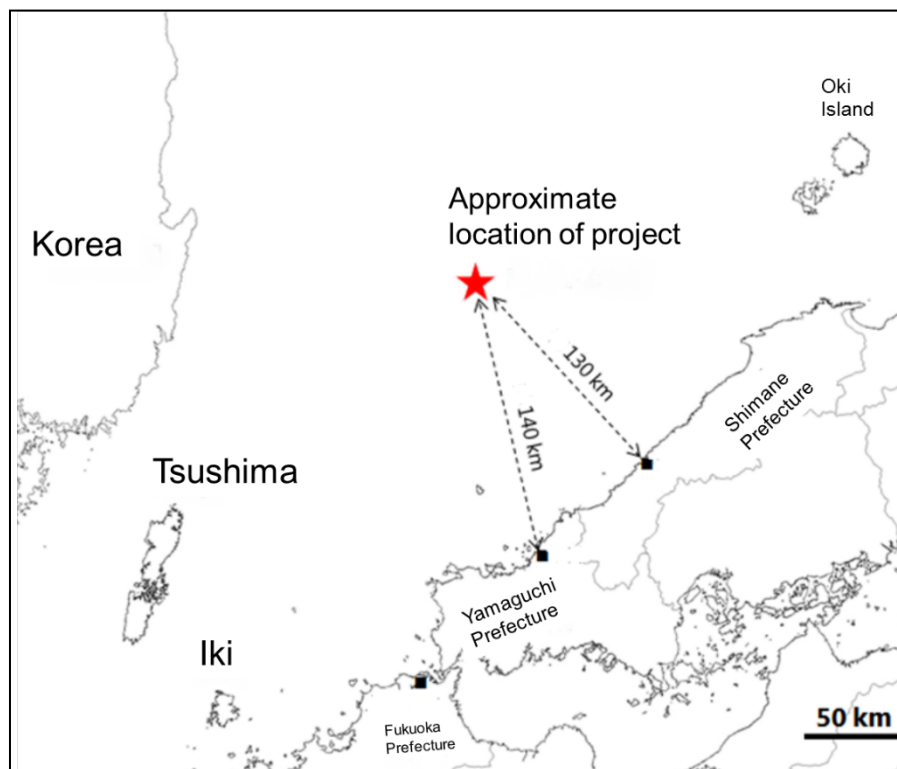 Oki
Island
Approximate
location of project
Korea
130 km
140 km
Shimane
Prefecture
Tsushima
Yamaguchi
Prefecture
Iki
Fukuoka
Prefecture
50 km